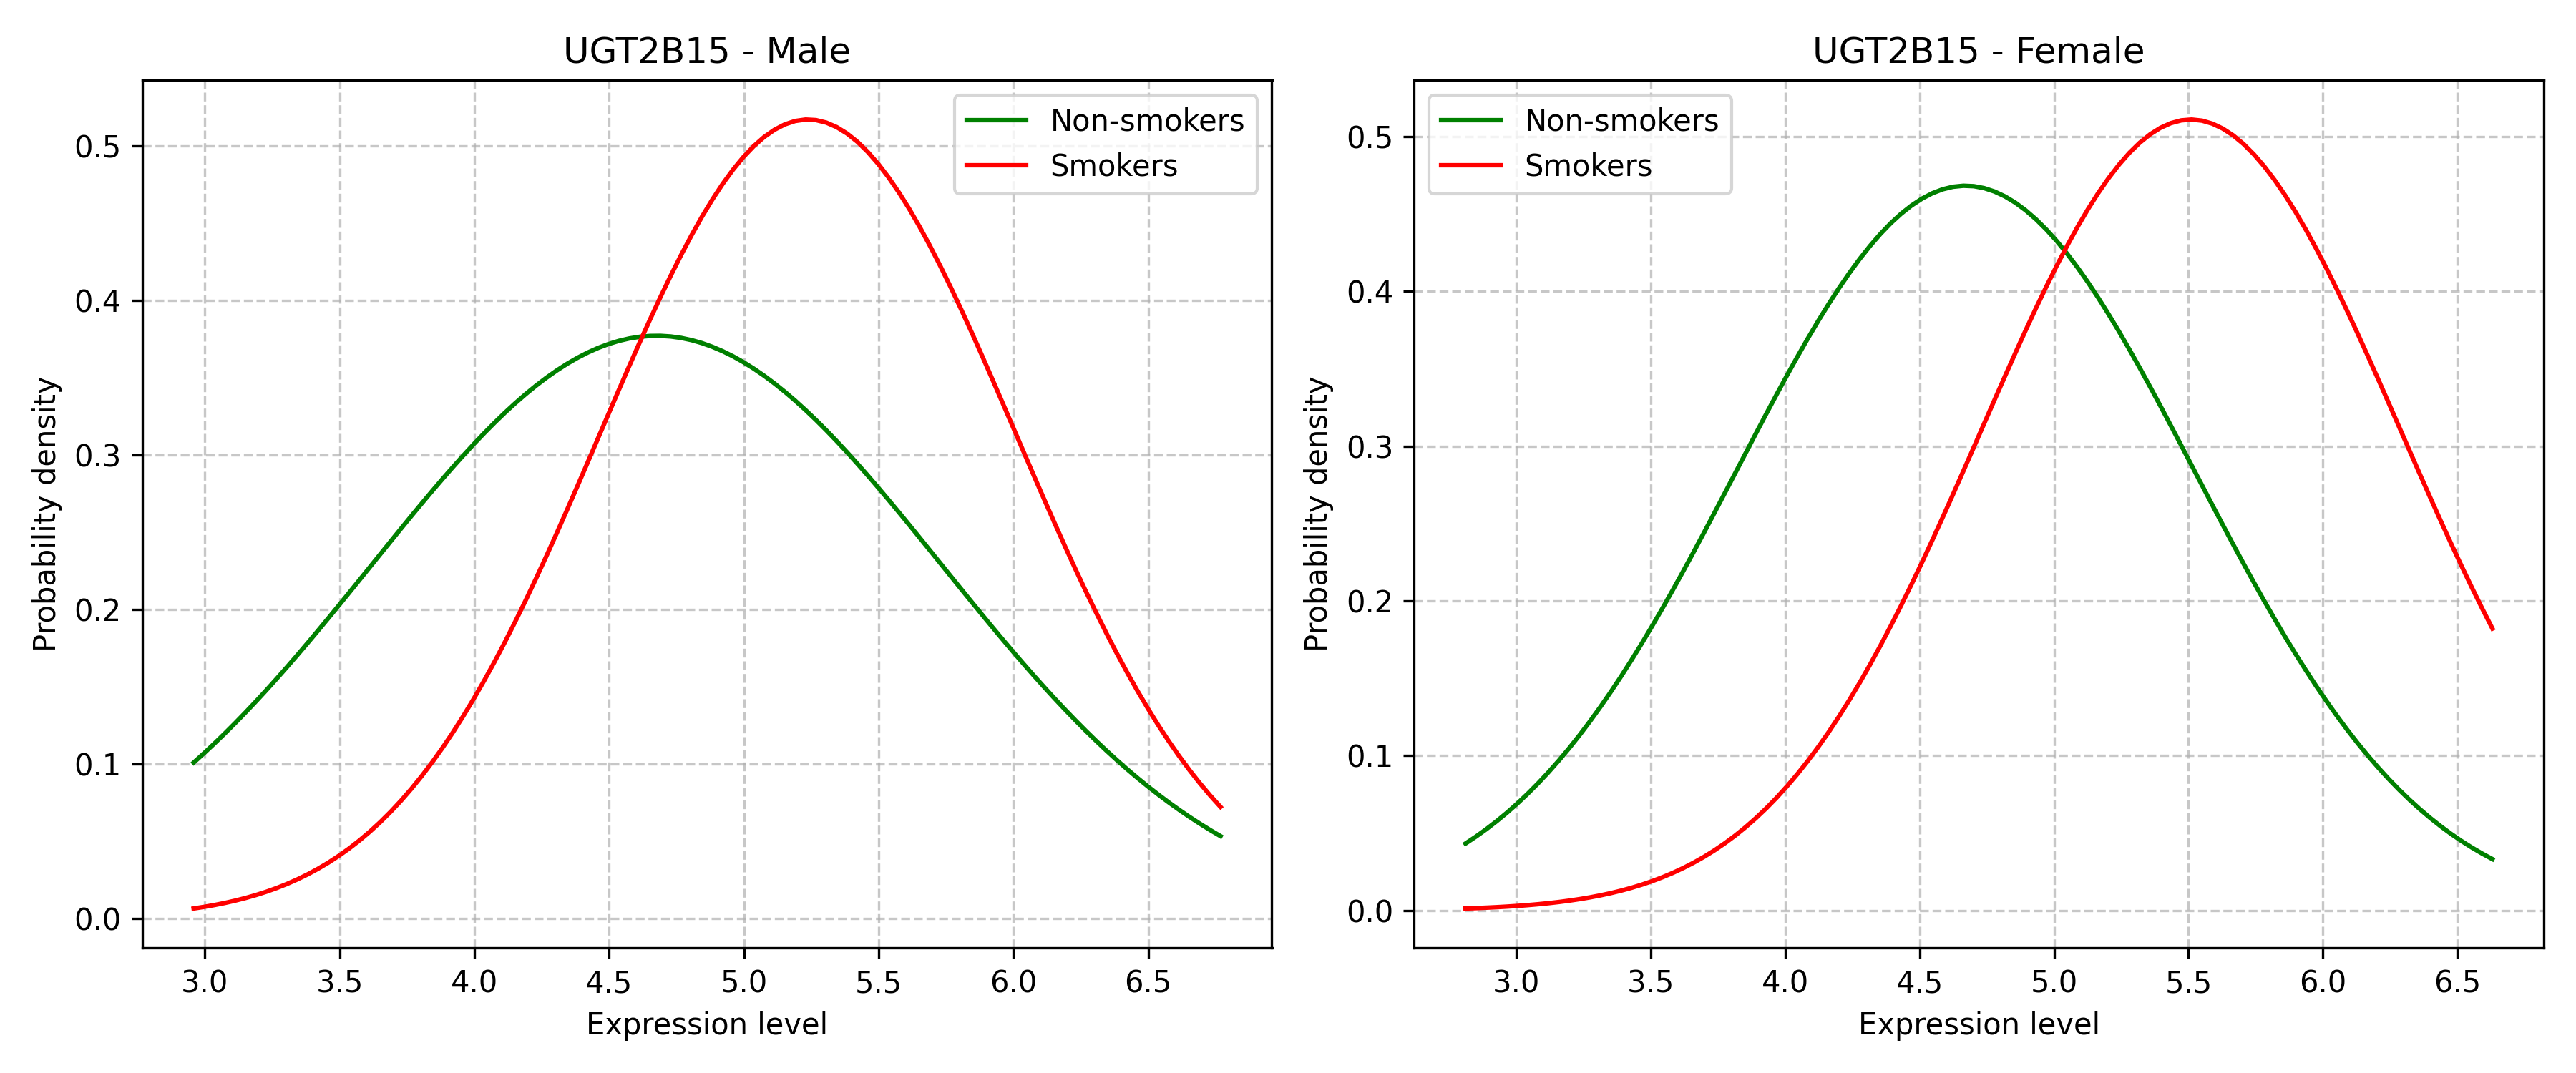 UGT2B15 - Male
Non-smokers
Smokers
Probability density
0.5
0.4
0.3
0.2
0.1
0.0
3.0 3.5 4.0 4.5 5.0 5.5 6.0 6.5
Expression level
UGT2B15 - Female
Non-smokers
Smokers
Probability density
0.5
0.4
0.3
0.2
0.1
0.0
3.0 3.5 4.0 4.5 5.0 5.5 6.0 6.5
Expression level